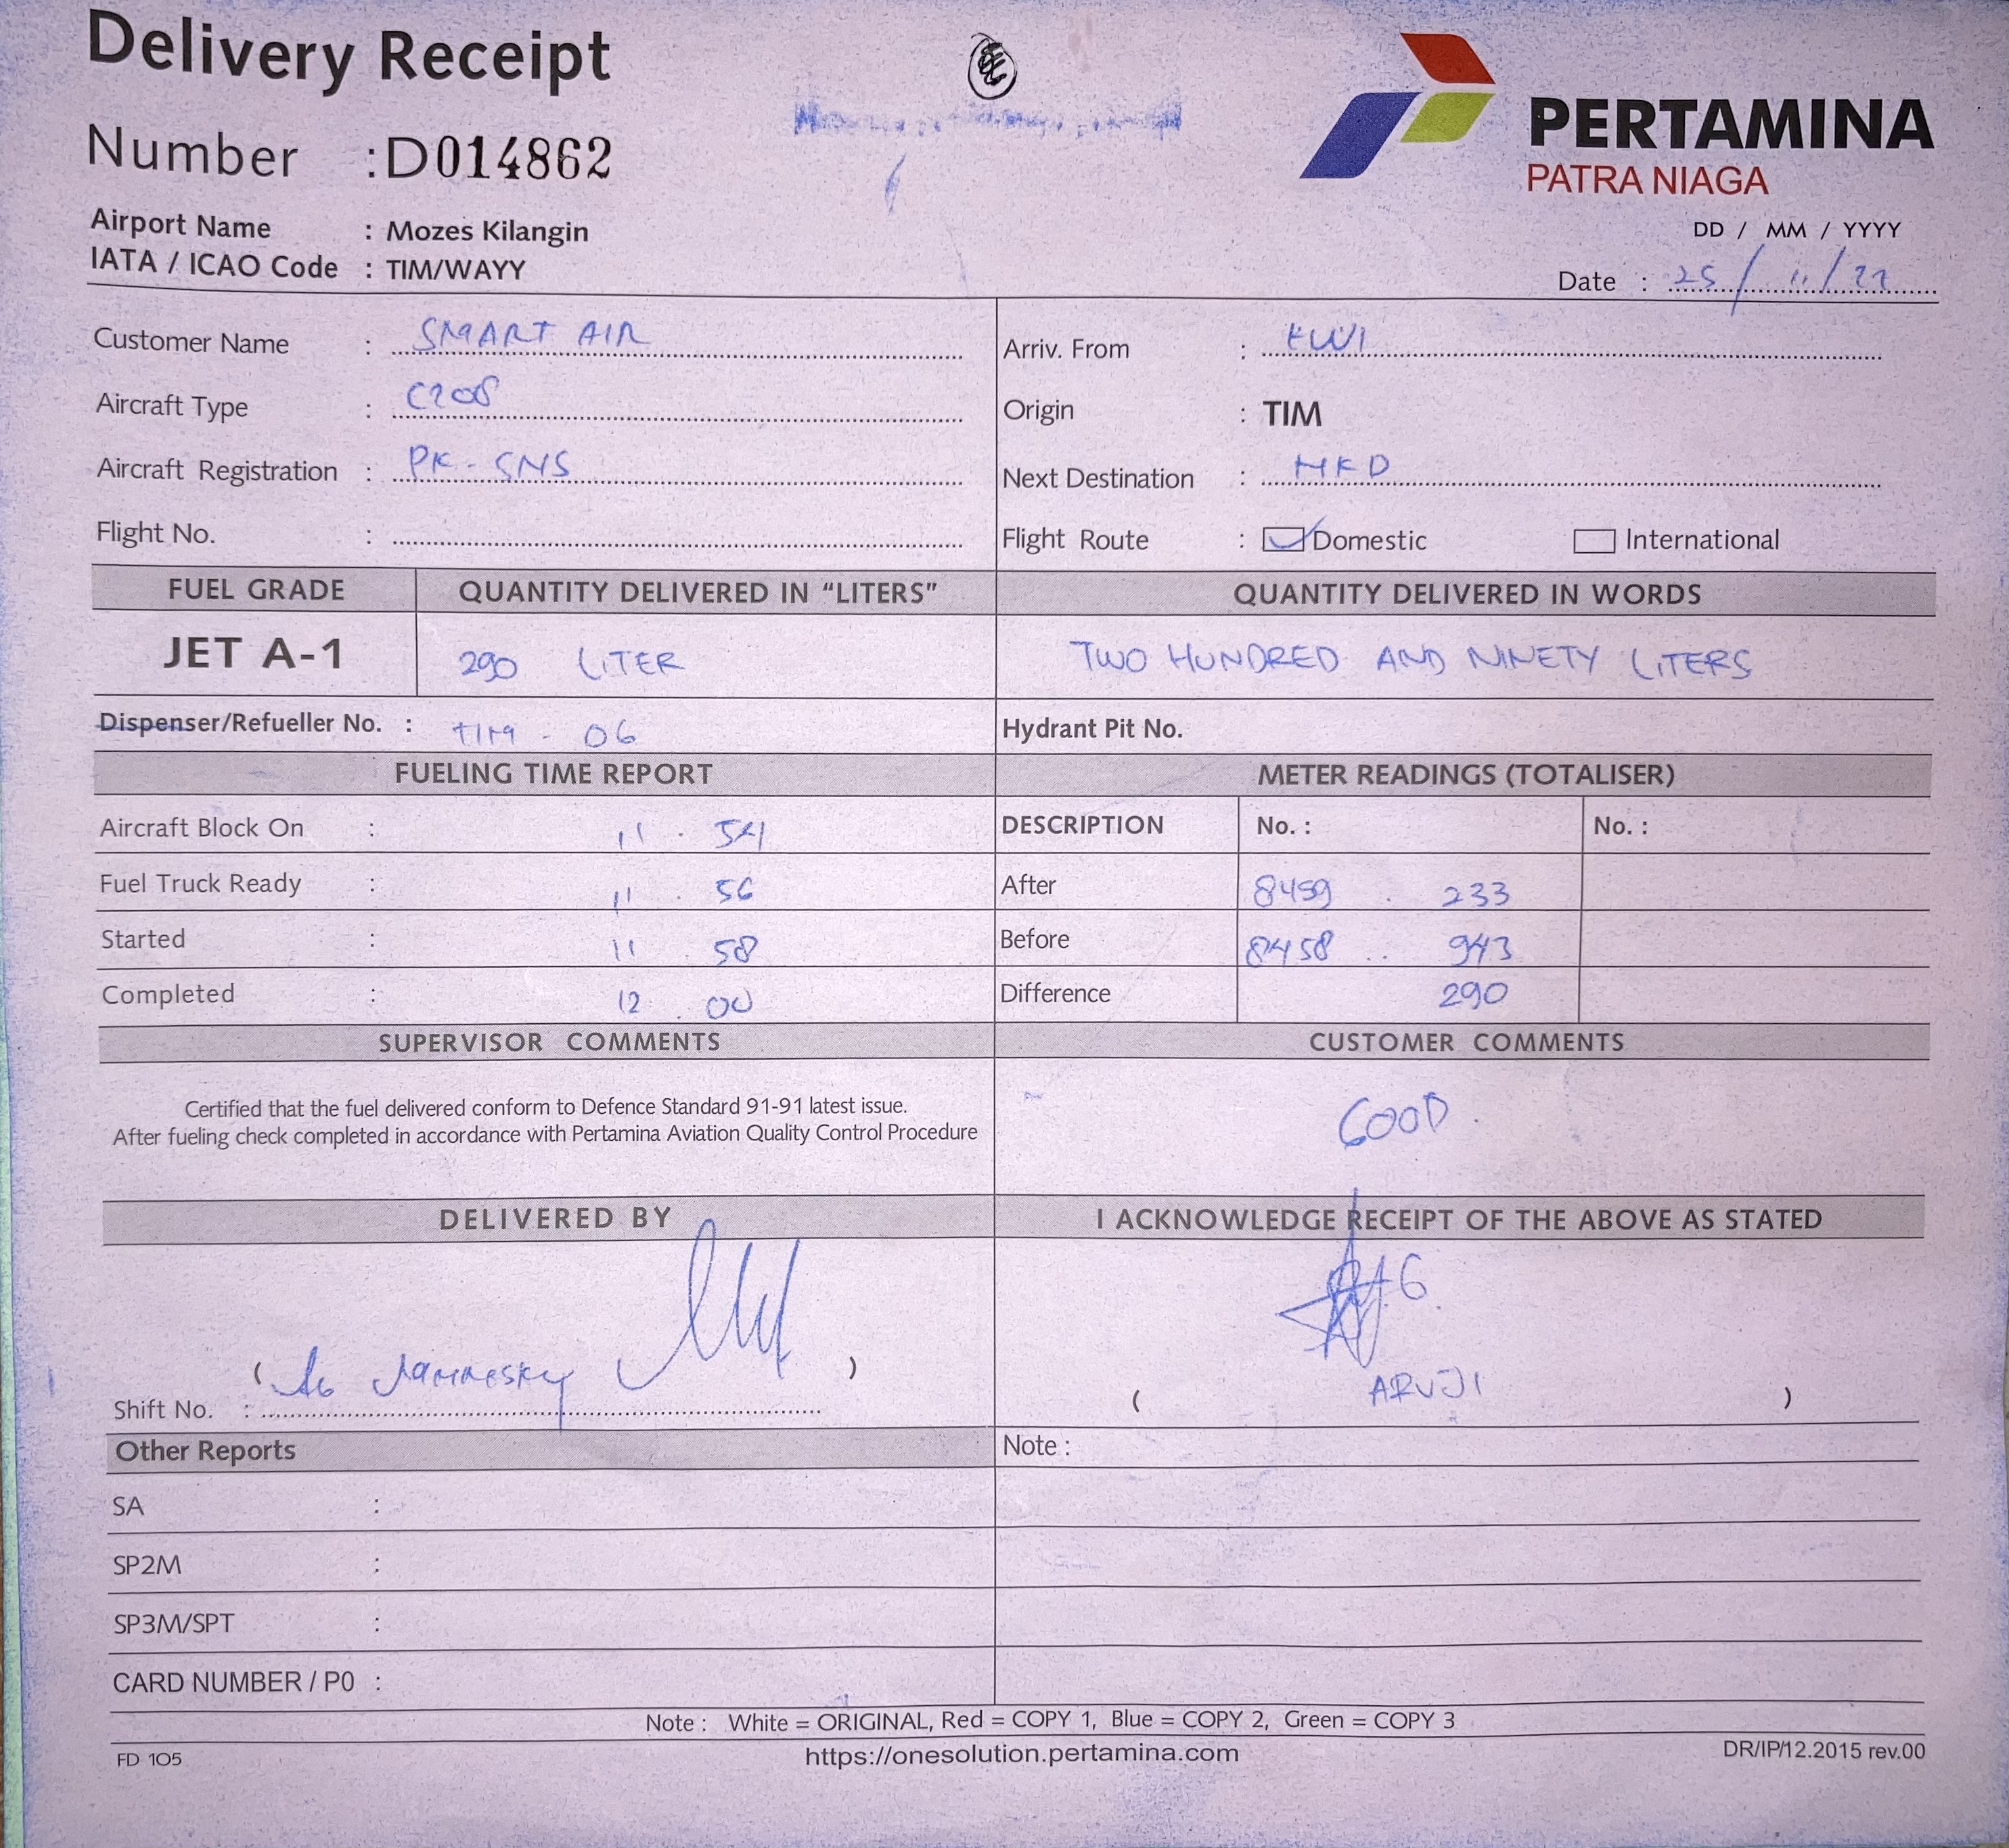 Delivery Receipt
Number : D014862
PERTAMINA
PATRA NIAGA
Airport Name : Mozes Kilangin
IATA / ICAO Code : TIM/WAYY
DD / MM / YYYY
Date : 25 / 11 / 22
Customer Name : SMART AIR
Arriv. From :
Aircraft Type : C208
Origin : TIM
Aircraft Registration : PK-SNS
Next Destination :
Flight No. :
Flight Route : Domestic International
FUEL GRADE QUANTITY DELIVERED IN "LITERS" QUANTITY DELIVERED IN WORDS
JET A-1 290 LITER TWO HUNDRED AND NINETY LITERS
Dispenser/Refueller No. : TIM - 06 Hydrant Pit No.
FUELING TIME REPORT METER READINGS (TOTALISER)
Aircraft Block On : 11 . 54 DESCRIPTION No. : No. :
Fuel Truck Ready : 11 . 56 After 8459 . 233
Started : 11 58 Before 8458 .. 943
Completed : 12 . 00 Difference 290
SUPERVISOR COMMENTS CUSTOMER COMMENTS
Certified that the fuel delivered conform to Defence Standard 91-91 latest issue.
After fueling check completed in accordance with Pertamina Aviation Quality Control Procedure
GOOD.
DELIVERED BY I ACKNOWLEDGE RECEIPT OF THE ABOVE AS STATED
( )
Shift No. :
( ARUJI )
Other Reports Note :
SA :
SP2M :
SP3M/SPT :
CARD NUMBER / P0 :
Note : White = ORIGINAL, Red = COPY 1, Blue = COPY 2, Green = COPY 3
FD 105 https://onesolution.pertamina.com DR/IP/12.2015 rev.00